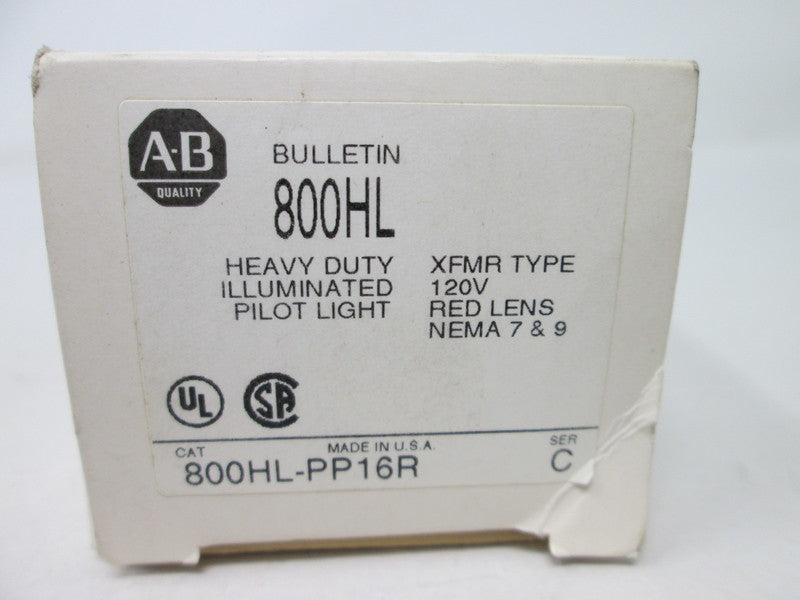 A-B
QUALITY
BULLETIN
800HL
HEAVY DUTY
ILLUMINATED
PILOT LIGHT
XFMR TYPE
120V
RED LENS
NEMA 7 & 9
UL
SA
CAT
MADE IN U.S.A.
SER
800HL-PP16R
C